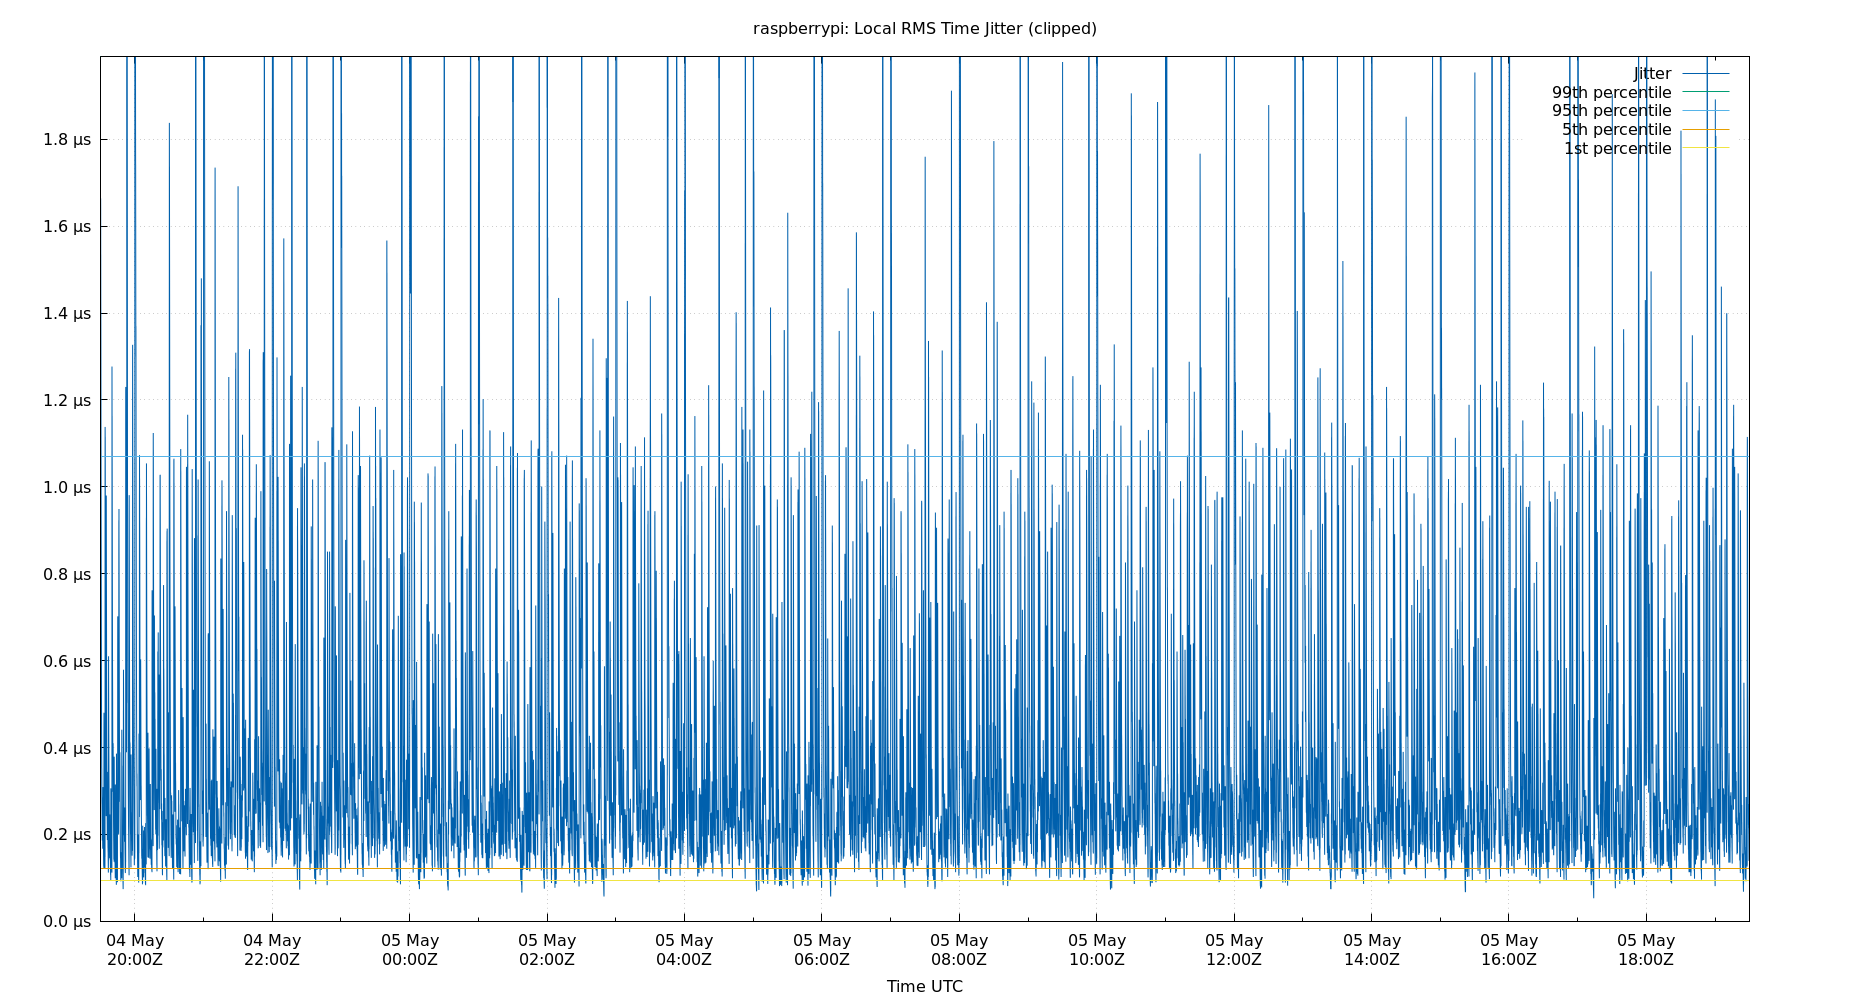 raspberrypi: Local RMS Time Jitter (clipped)
Jitter
99th percentile
95th percentile
5th percentile
1st percentile
1.8 µs
1.6 µs
1.4 µs
1.2 µs
1.0 µs
0.8 µs
0.6 µs
0.4 µs
0.2 µs
0.0 µs
04 May 04 May 05 May 05 May 05 May 05 May 05 May 05 May 05 May 05 May 05 May 05 May
20:00Z 22:00Z 00:00Z 02:00Z 04:00Z 06:00Z 08:00Z 10:00Z 12:00Z 14:00Z 16:00Z 18:00Z
Time UTC